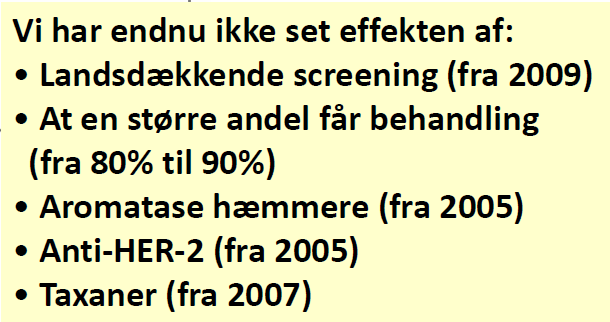 Vi har endnu ikke set effekten af:
• Landsdækkende screening (fra 2009)
• At en større andel får behandling
(fra 80% til 90%)
• Aromatase hæmmere (fra 2005)
• Anti-HER-2 (fra 2005)
• Taxaner (fra 2007)